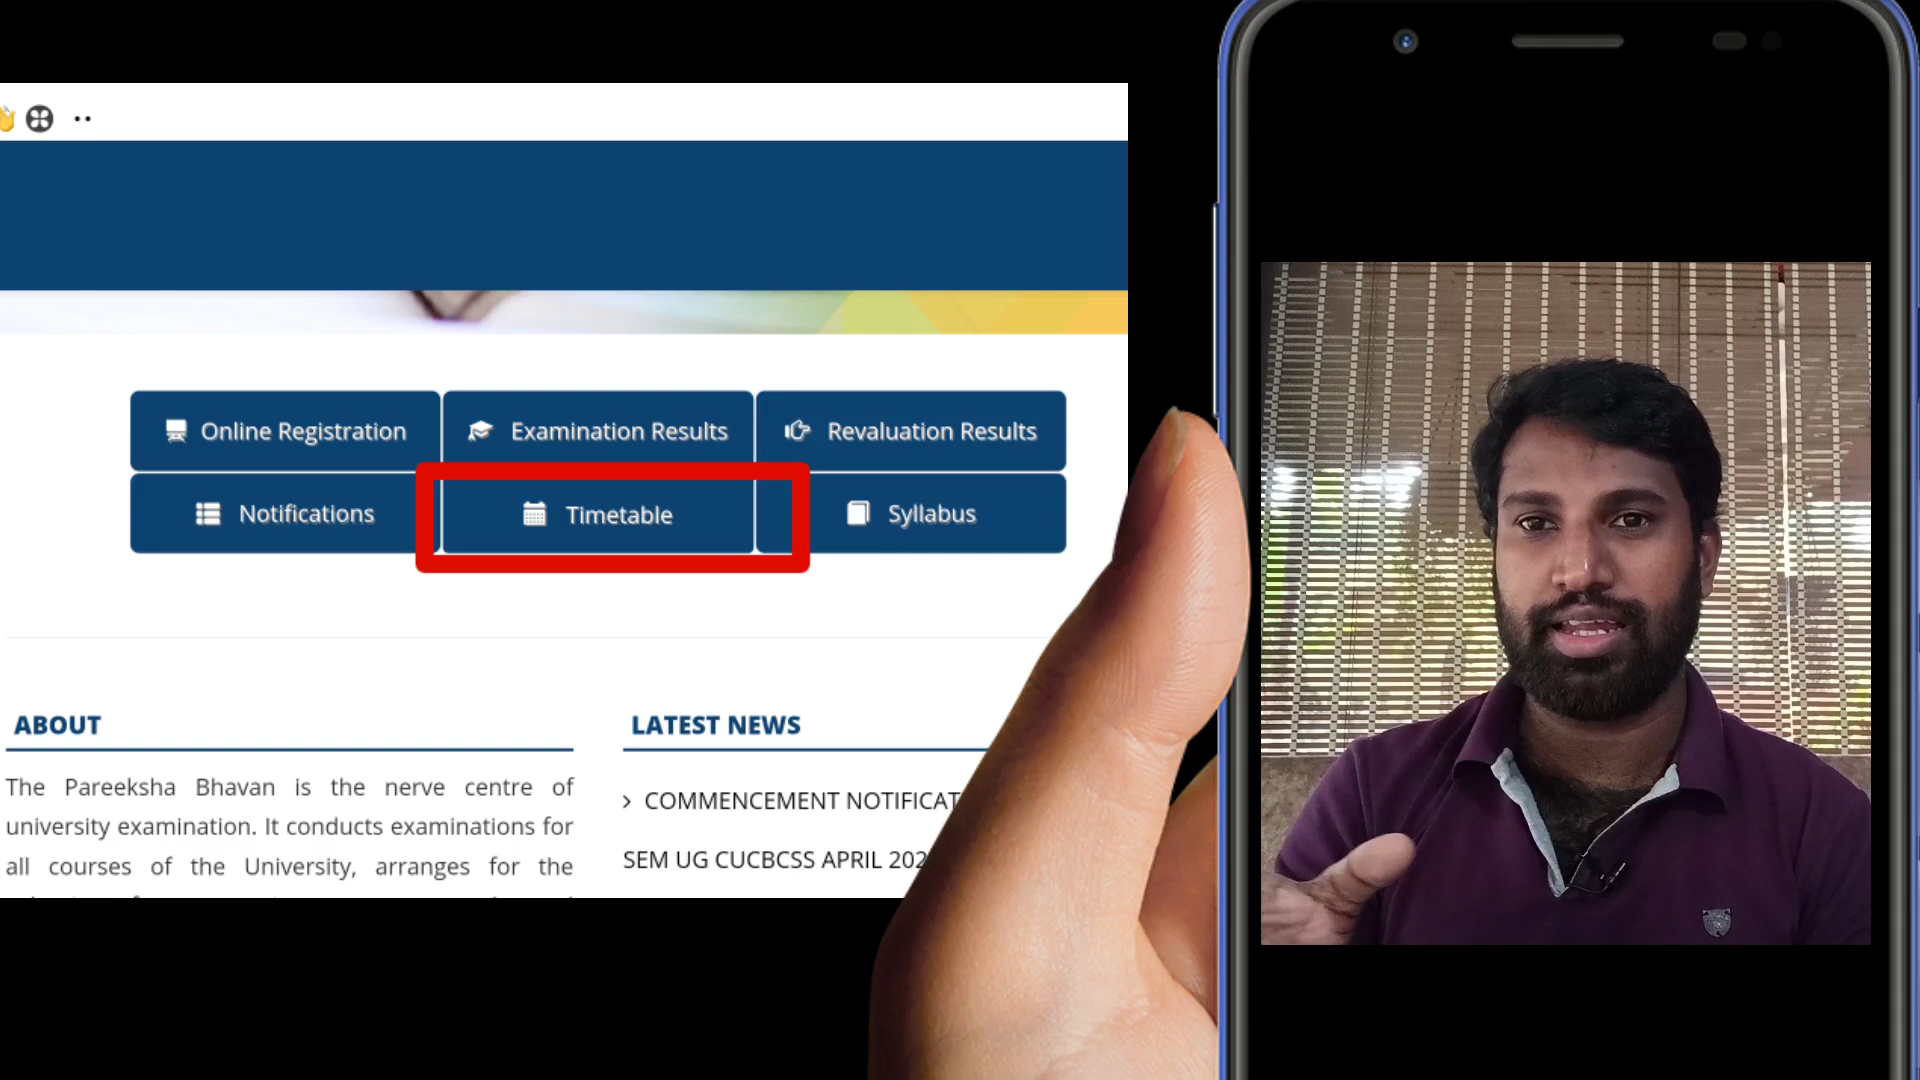 Online Registration
Examination Results
Revaluation Results
Notifications
Timetable
Syllabus
ABOUT
The Pareeksha Bhavan is the nerve centre of
university examination. It conducts examinations for
all courses of the University, arranges for the
LATEST NEWS
COMMENCEMENT NOTIFICAT
SEM UG CUCBCSS APRIL 202